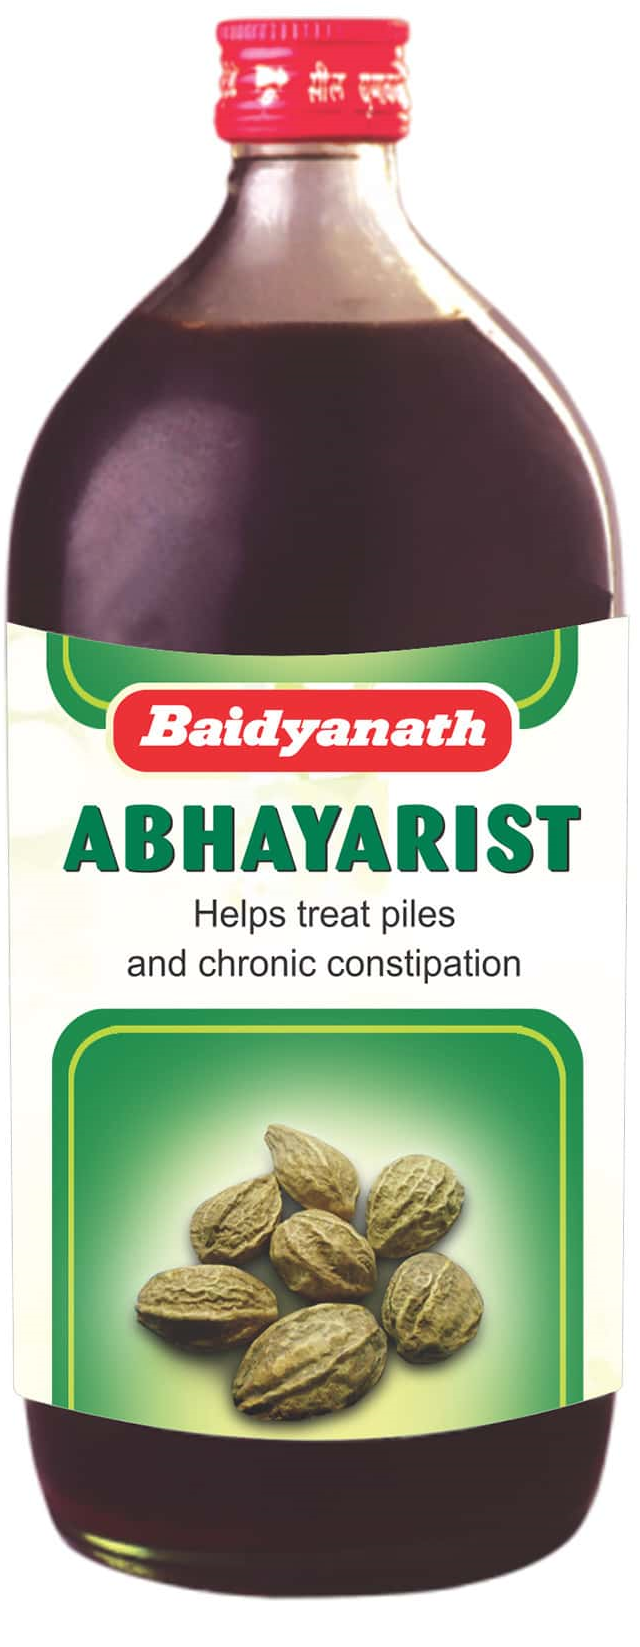 सील
Baidyanath
ABHAYARIST
Helps treat piles
and chronic constipation